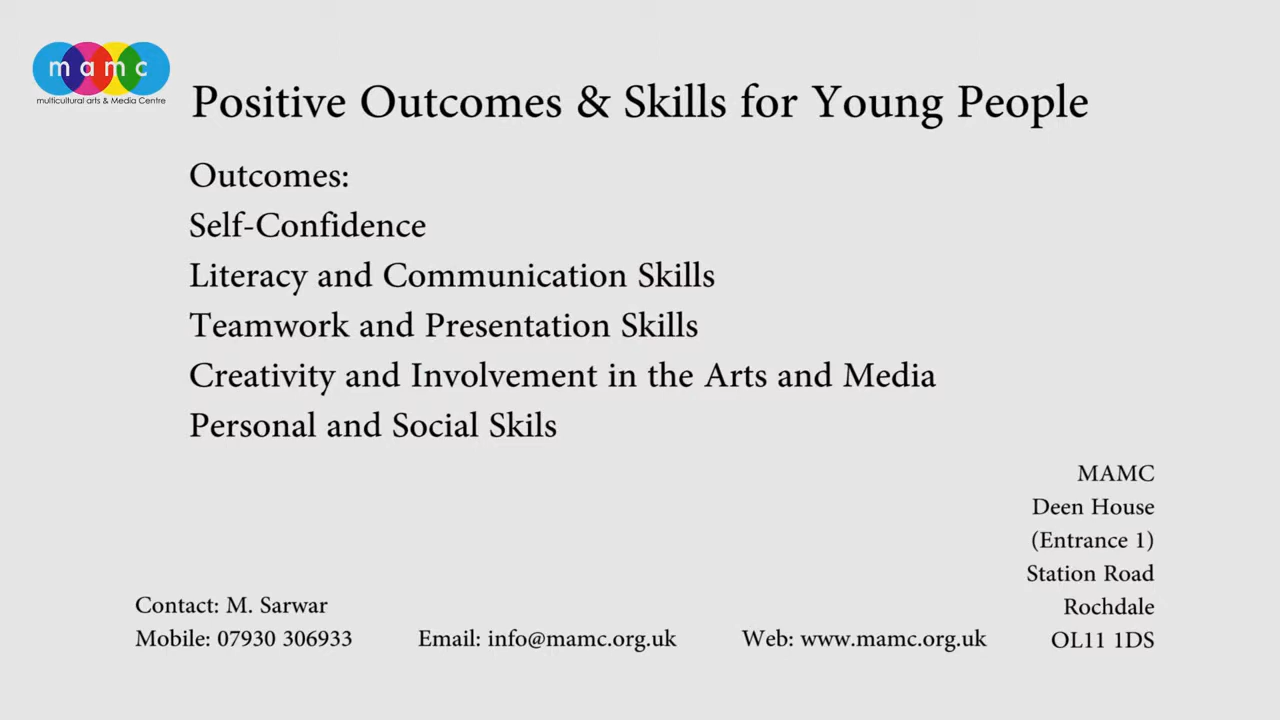 mamc
multicultural arts & Media Centre
Positive Outcomes & Skills for Young People
Outcomes:
Self-Confidence
Literacy and Communication Skills
Teamwork and Presentation Skills
Creativity and Involvement in the Arts and Media
Personal and Social Skils
MAMC
Deen House
(Entrance 1)
Station Road
Rochdale
OL11 1DS
Contact: M. Sarwar
Mobile: 07930 306933 Email: info@mamc.org.uk Web: www.mamc.org.uk